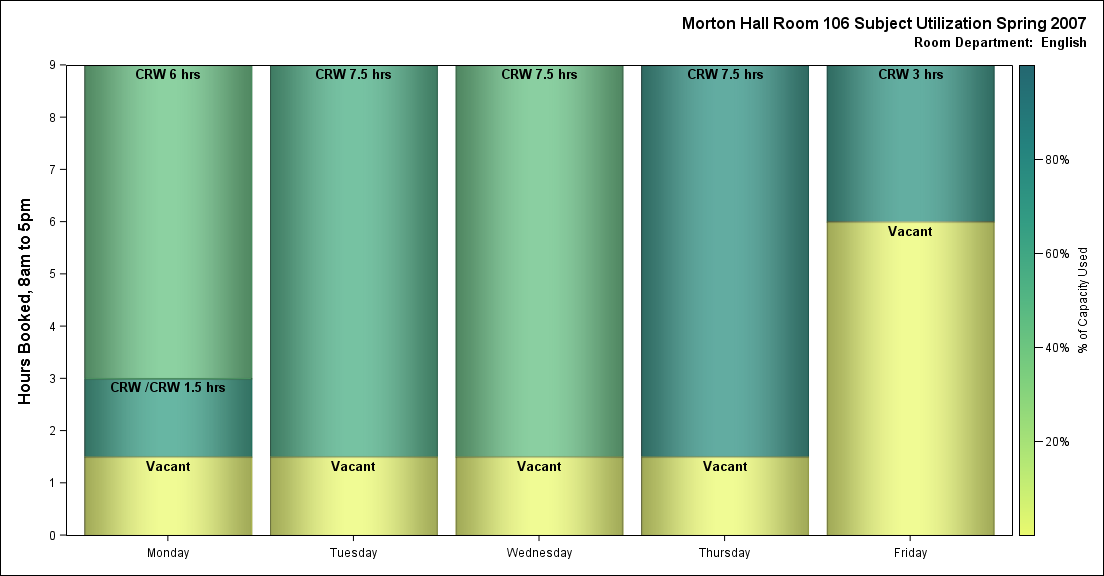 Morton Hall Room 106 Subject Utilization Spring 2007
Room Department:  English
Hours Booked, 8am to 5pm
9
8
7
6
5
4
3
2
1
0
CRW 6 hrs
CRW /CRW 1.5 hrs
Vacant
CRW 7.5 hrs
Vacant
CRW 7.5 hrs
Vacant
CRW 7.5 hrs
Vacant
CRW 3 hrs
Vacant
Monday
Tuesday
Wednesday
Thursday
Friday
80%
60%
40%
20%
% of Capacity Used